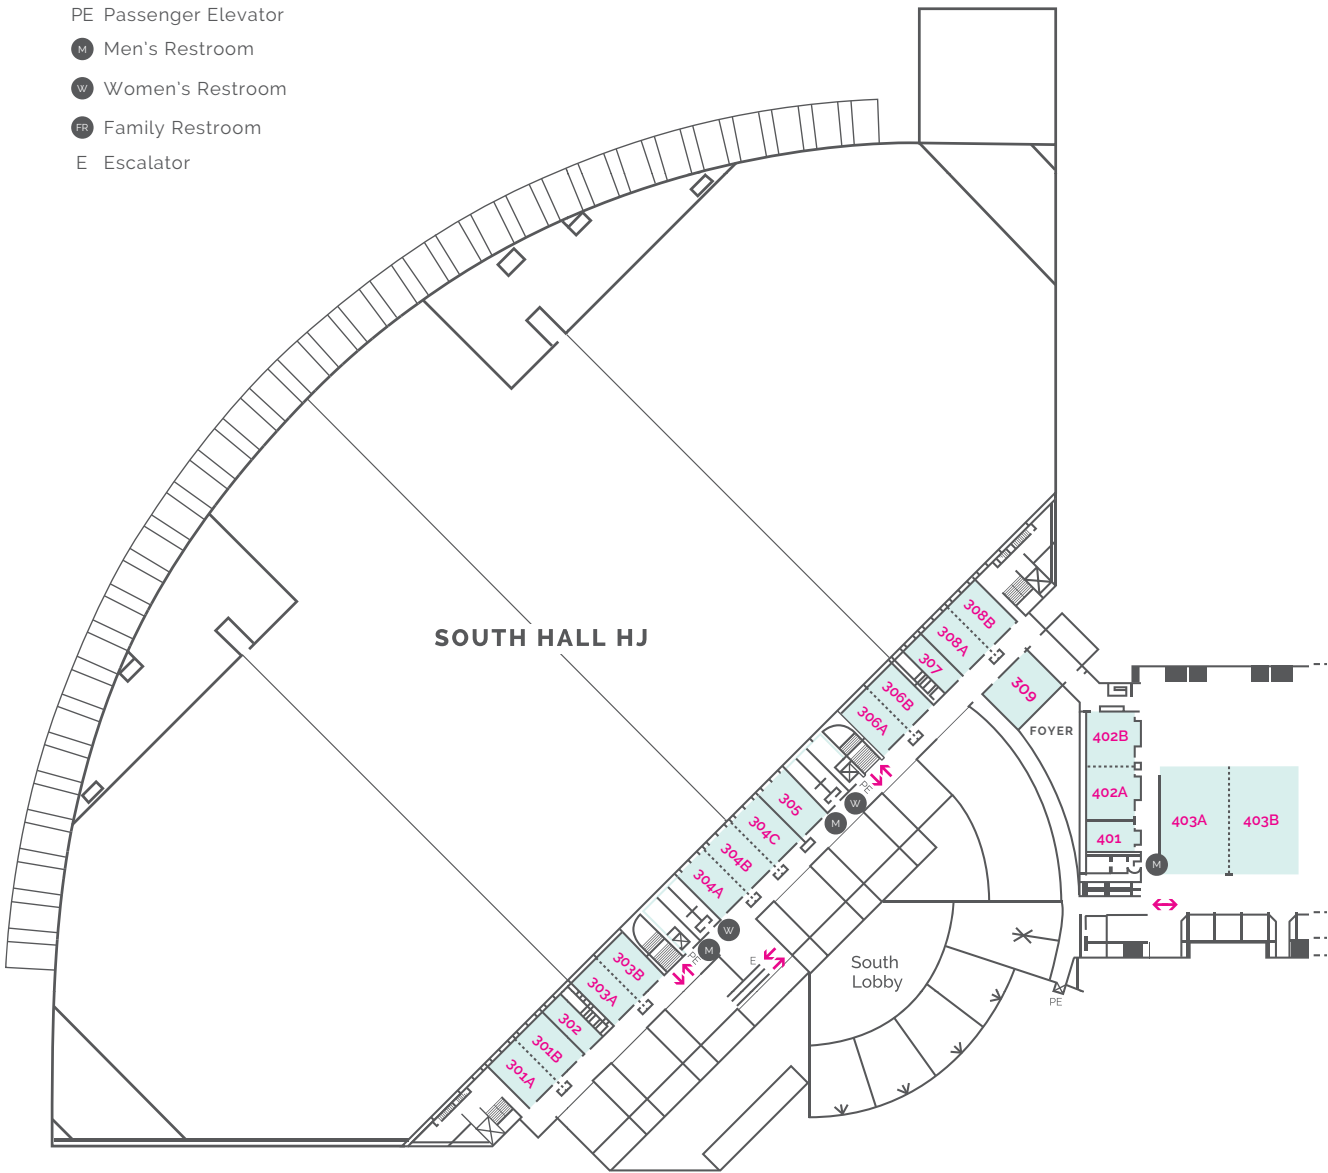 PE Passenger Elevator
M Men's Restroom
W Women's Restroom
FR Family Restroom
E Escalator
SOUTH HALL HJ
308B
308A
307
309
306B
306A
FOYER
402B
402A
401
403A
403B
PE
W
M
M
305
304C
304B
304A
W
M
PE
E
303B
303A
302
301B
301A
South
Lobby
PE